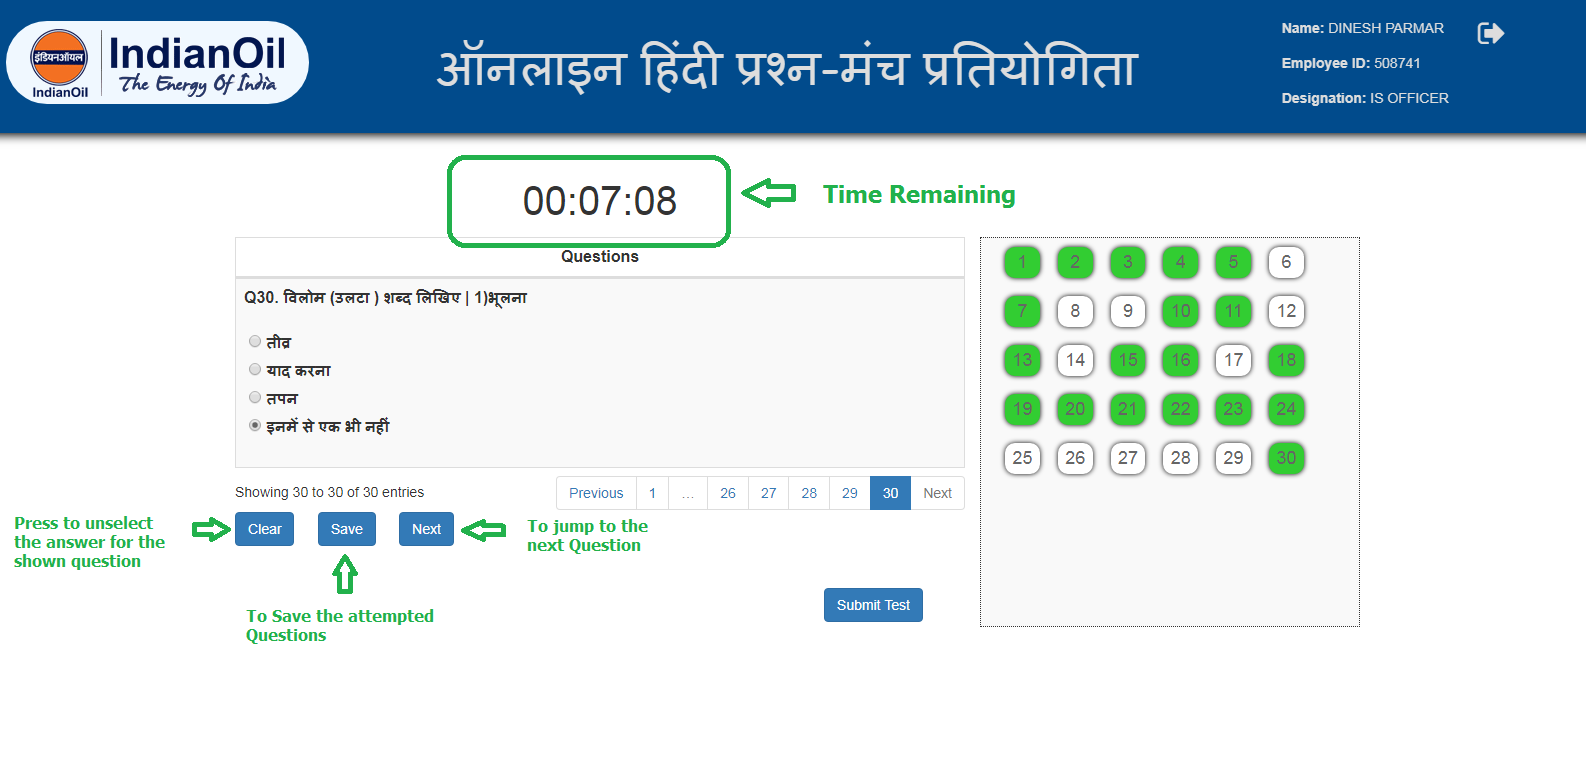 इंडियनऑयल
IndianOil
IndianOil
The Energy Of India
ऑनलाइन हिंदी प्रश्न-मंच प्रतियोगिता
Name: DINESH PARMAR
Employee ID: 508741
Designation: IS OFFICER
00:07:08
Time Remaining
Questions
Q30. विलोम (उलटा ) शब्द लिखिए | 1)भूलना
तीव्र
याद करना
तपन
इनमें से एक भी नहीं
1 2 3 4 5 6
7 8 9 10 11 12
13 14 15 16 17 18
19 20 21 22 23 24
25 26 27 28 29 30
Showing 30 to 30 of 30 entries
Previous 1 ... 26 27 28 29 30 Next
Press to unselect
the answer for the
shown question
Clear Save Next
To jump to the
next Question
To Save the attempted
Questions
Submit Test